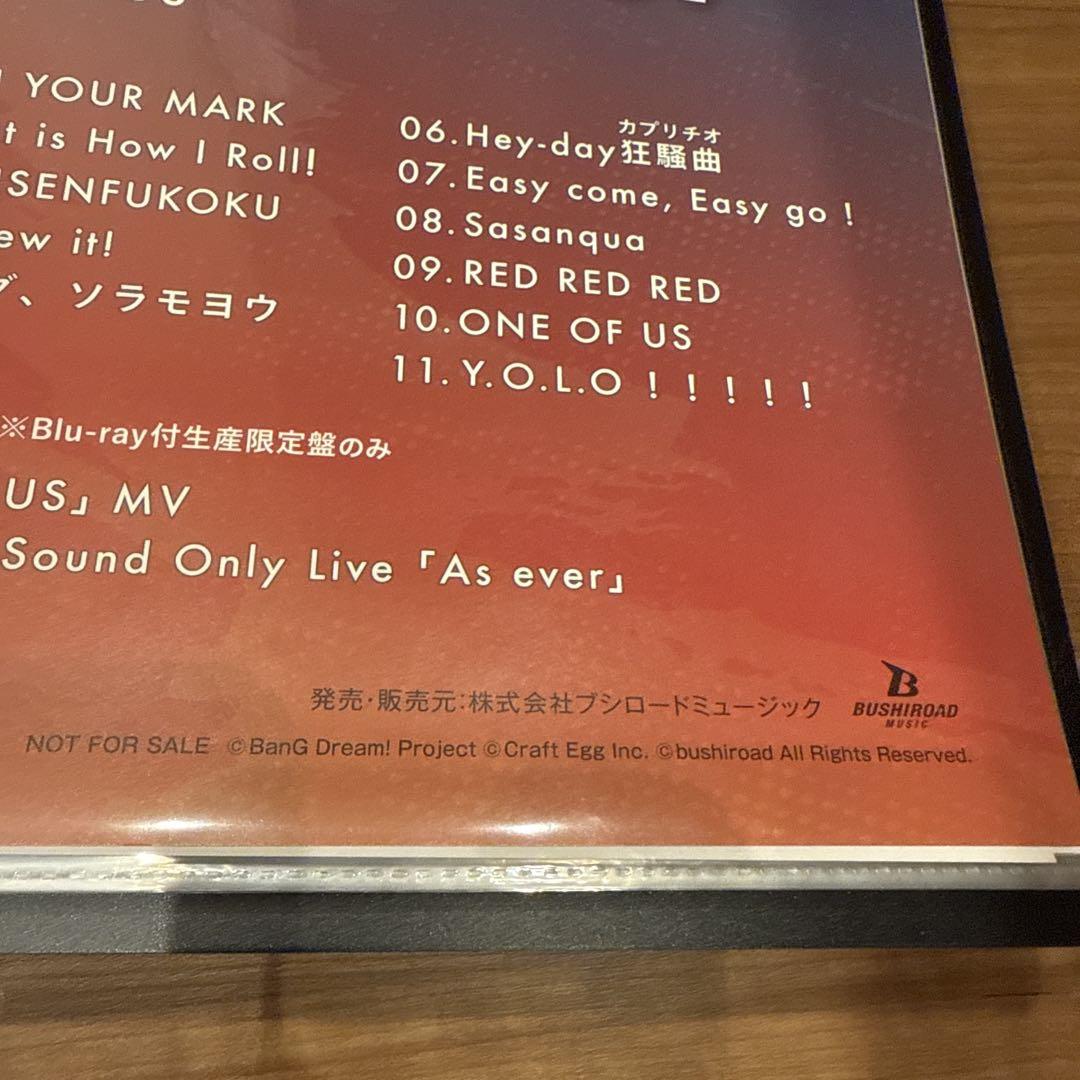 YOUR MARK
t is How I Roll!
SENFUKOKU
ew it!
、ソラモヨウ
カプリチオ
06.Hey-day狂騒曲
07.Easy come, Easy go！
08.Sasanqua
09.RED RED RED
10.ONE OF US
11.Y.O.L.O！！！！！
※Blu-ray付生産限定盤のみ
US」MV
Sound Only Live「As ever」
発売・販売元：株式会社ブシロードミュージック
BUSHIROAD
MUSIC
NOT FOR SALE ©BanG Dream! Project ©Craft Egg Inc. ©bushiroad All Rights Reserved.